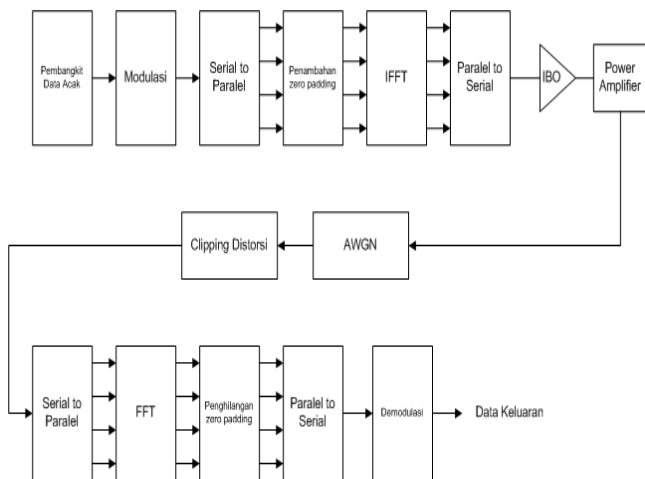 Pembangkit
Data Acak
Modulasi
Serial to
Paralel
Penambahan
zero padding
IFFT
Paralel to
Serial
IBO
Power
Amplifier
Clipping Distorsi
AWGN
Serial to
Paralel
FFT
Penghilangan
zero padding
Paralel to
Serial
Demodulasi
Data Keluaran